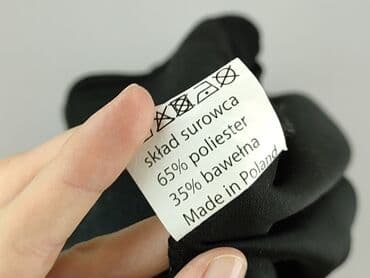 skład surowca
65% poliester
35% bawełna
Made in Poland